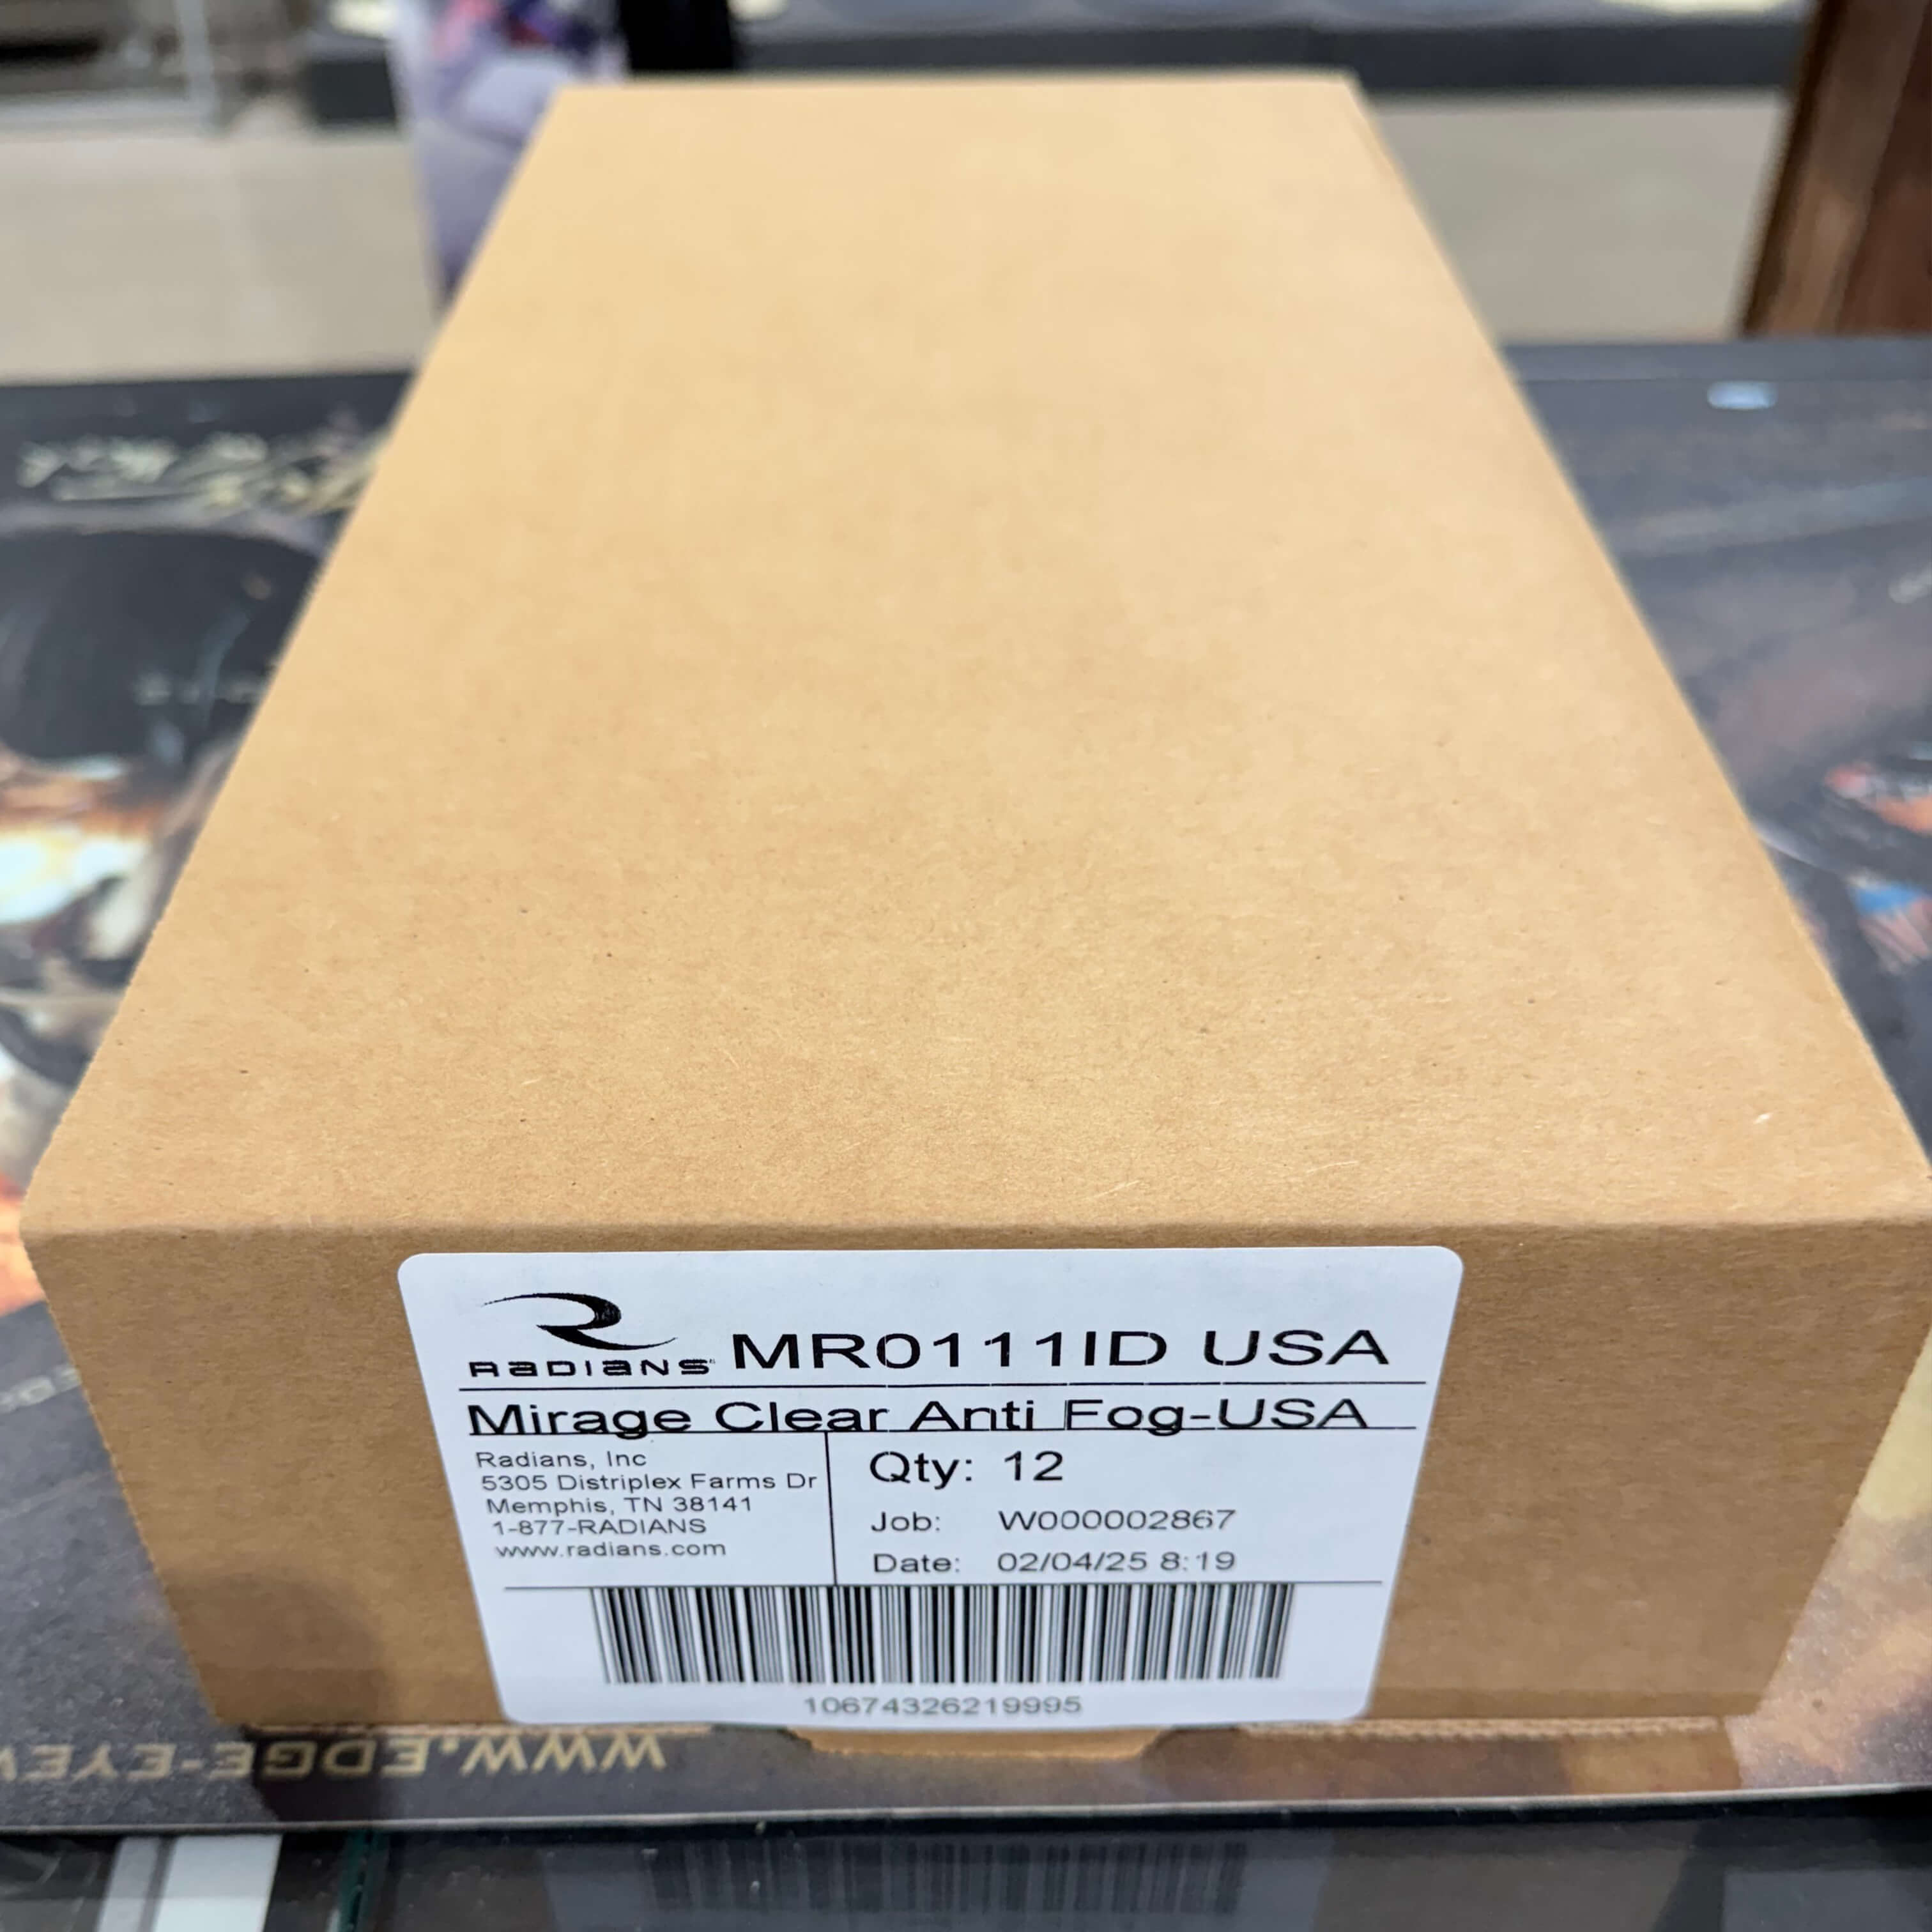 RADIANS
MR0111ID USA
Mirage Clear Anti Fog-USA
Radians, Inc
5305 Distriplex Farms Dr
Memphis, TN 38141
1-877-RADIANS
www.radians.com
Qty: 12
Job: W000002867
Date: 02/04/25 8:19
10674326219995
WWW.EDGE-EYEW